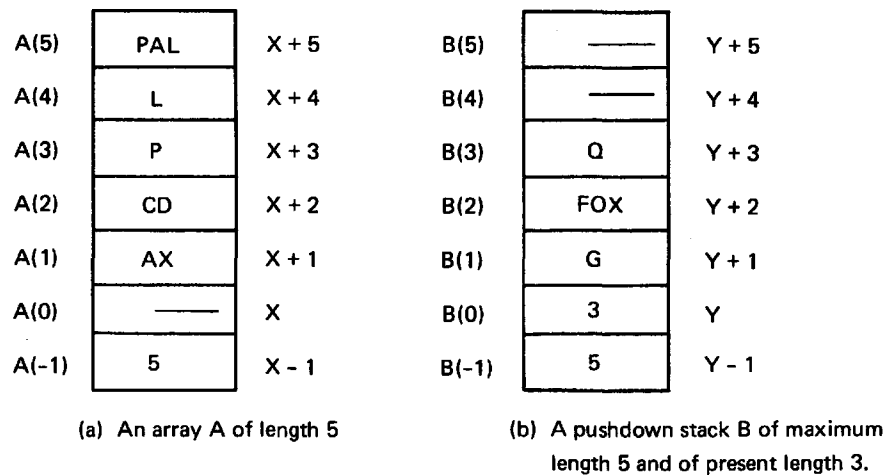 A(5) PAL X + 5 B(5) Y + 5
A(4) L X + 4 B(4) Y + 4
A(3) P X + 3 B(3) Q Y + 3
A(2) CD X + 2 B(2) FOX Y + 2
A(1) AX X + 1 B(1) G Y + 1
A(0) X B(0) 3 Y
A(-1) 5 X - 1 B(-1) 5 Y - 1
(a) An array A of length 5
(b) A pushdown stack B of maximum
length 5 and of present length 3.